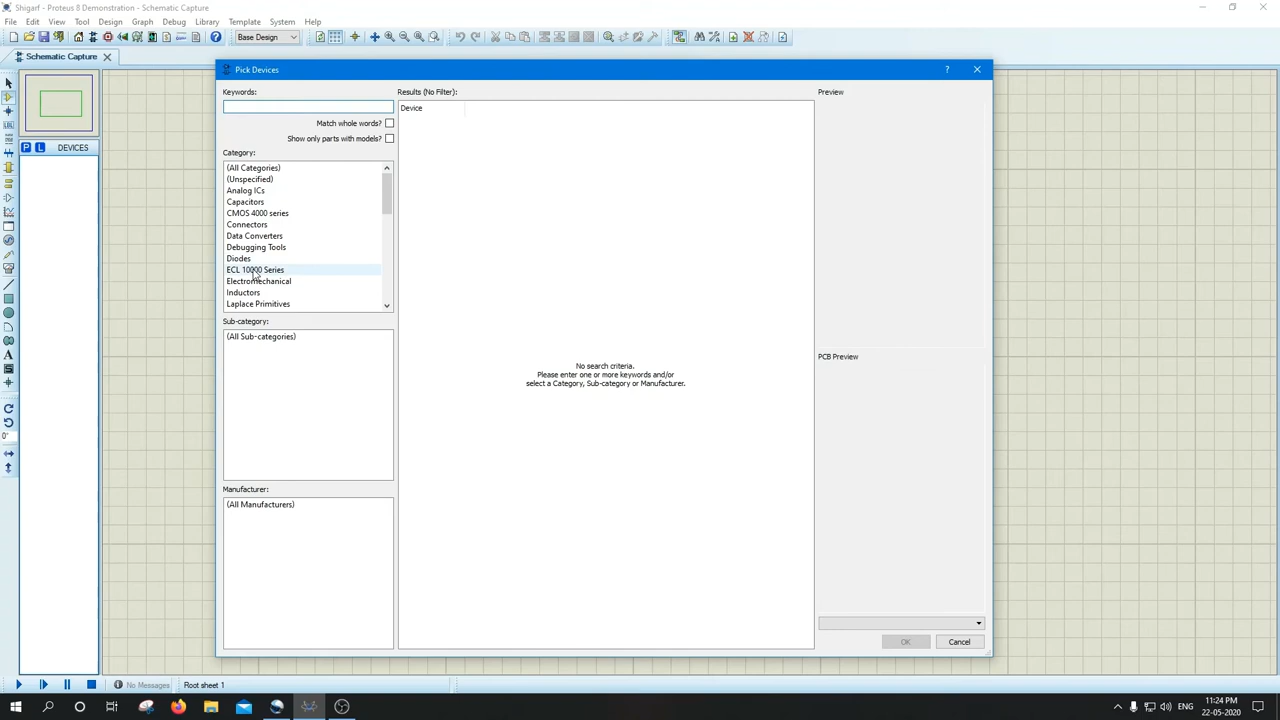 Shigarf - Proteus 8 Demonstration - Schematic Capture
File Edit View Tool Design Graph Debug Library Template System Help
Base Design
Schematic Capture
Pick Devices
?
Keywords:
Match whole words?
Show only parts with models?
Category:
(All Categories)
(Unspecified)
Analog ICs
Capacitors
CMOS 4000 series
Connectors
Data Converters
Debugging Tools
Diodes
ECL 10000 Series
Electromechanical
Inductors
Laplace Primitives
Sub-category:
(All Sub-categories)
Manufacturer:
(All Manufacturers)
Results (No Filter):
Device
No search criteria.
Please enter one or more keywords and/or
select a Category, Sub-category or Manufacturer.
Preview
PCB Preview
OK Cancel
P L DEVICES
LBL
A
0°
No Messages
Root sheet 1
ENG
11:24 PM
22-05-2020